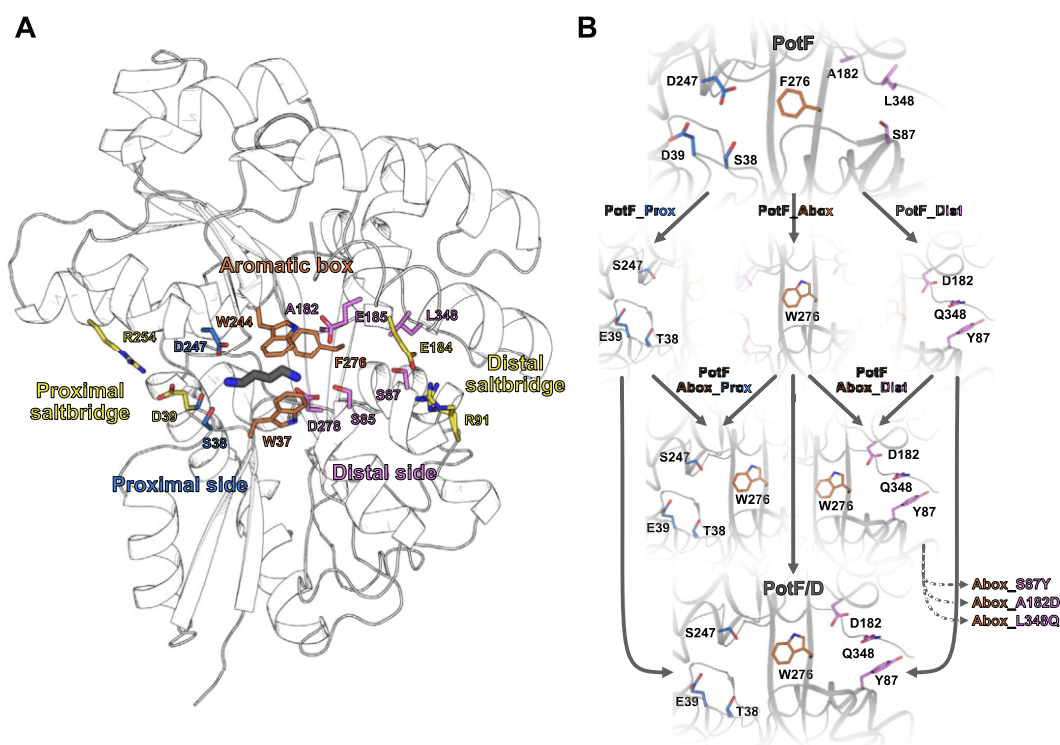 A
Aromatic box
A182
E185
L348
W244
R254
D247
F276
E184
Distal
saltbridge
Proximal
saltbridge
S87
D39
D278
S85
R91
S38
W37
Distal side
Proximal side
B
PotF
D247
F276
A182
L348
S87
D39
S38
PotF_Prox
PotF_Abox
PotF_Dist
S247
D182
Q348
W276
E39
T38
Y87
PotF
Abox_Prox
PotF
Abox_Dist
S247
D182
W276
W276
Q348
Y87
E39
T38
PotF/D
Abox_S87Y
Abox_A182D
Abox_L348Q
S247
D182
Q348
W276
Y87
E39
T38